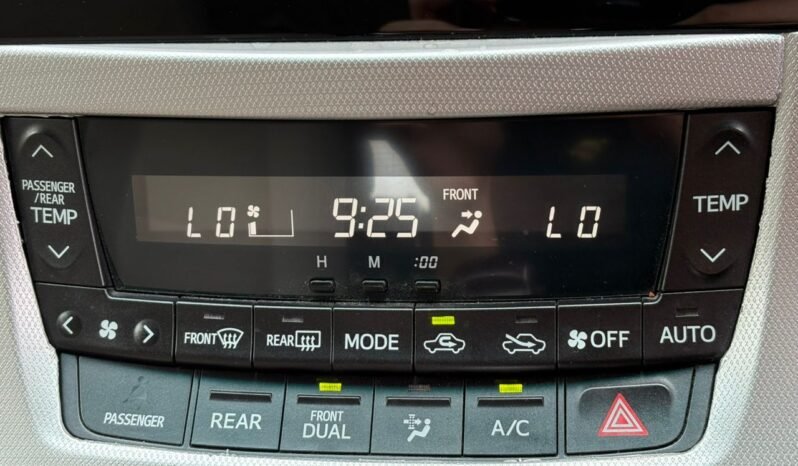 PASSENGER
/REAR
TEMP
LO
9:25
FRONT
LO
TEMP
H M :00
FRONT
REAR
MODE
OFF
AUTO
PASSENGER
REAR
FRONT
DUAL
A/C